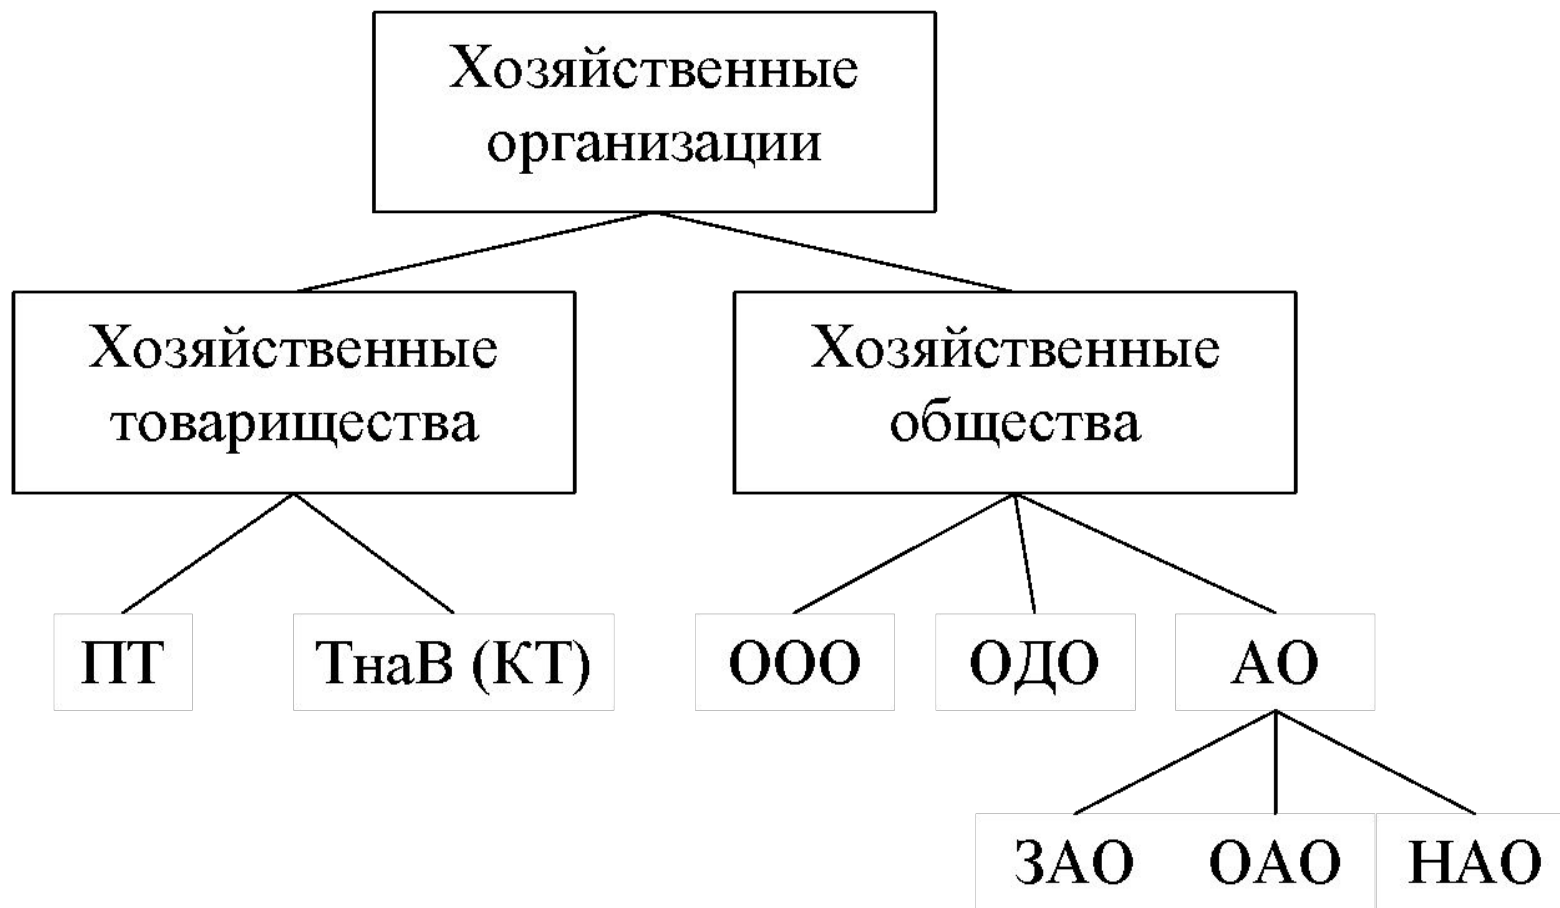 Хозяйственные
организации
Хозяйственные
товарищества
Хозяйственные
общества
ПТ
ТнаВ (КТ)
ООО
ОДО
АО
ЗАО
ОАО
НАО